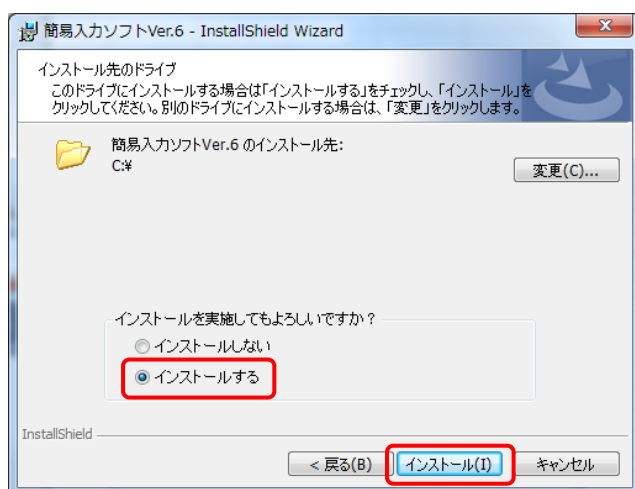 簡易入力ソフトVer.6 - InstallShield Wizard
インストール先のドライブ
このドライブにインストールする場合は「インストールする」をチェックし、「インストール」を
クリックしてください。別のドライブにインストールする場合は、「変更」をクリックします。
簡易入力ソフトVer.6 のインストール先:
C:¥
変更(C)...
インストールを実施してもよろしいですか？
インストールしない
インストールする
InstallShield
< 戻る(B)
インストール(I)
キャンセル